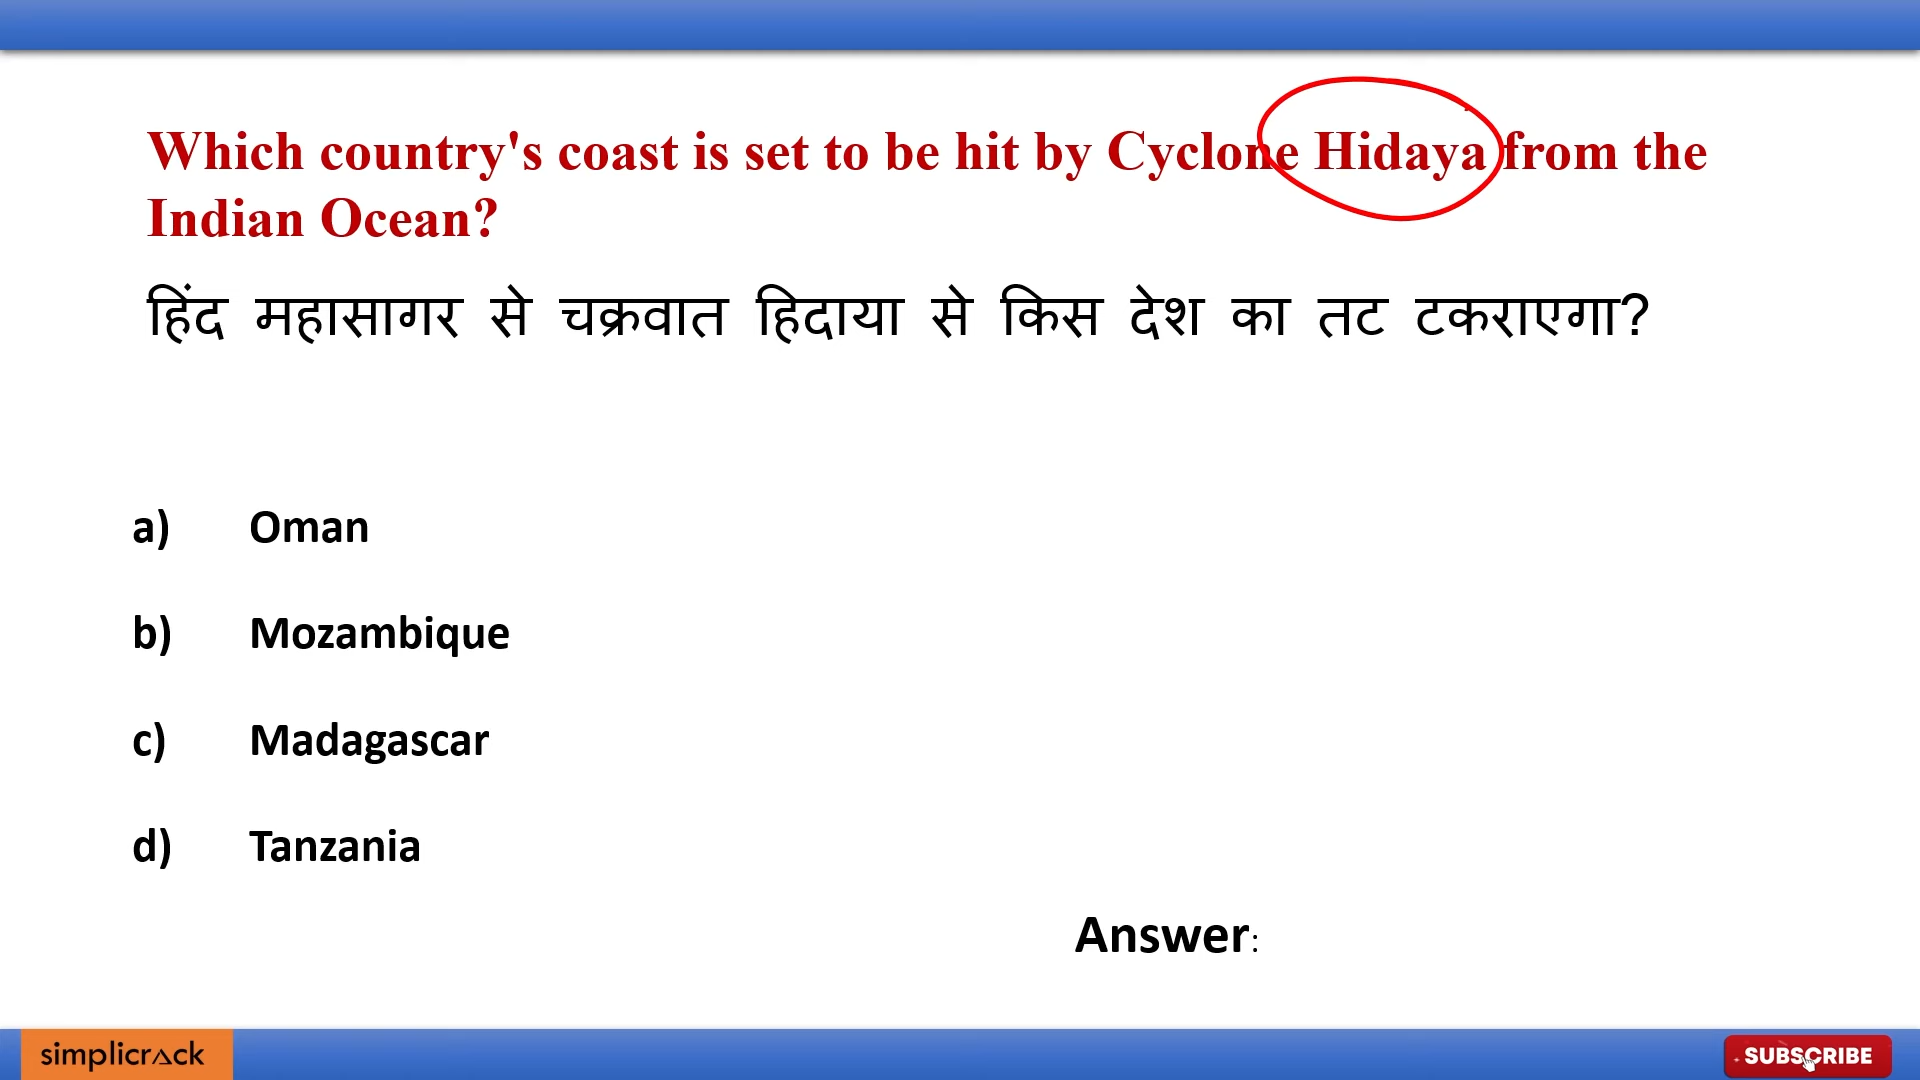 Which country's coast is set to be hit by Cyclone Hidaya from the
Indian Ocean?
हिंद महासागर से चक्रवात हिदाया से किस देश का तट टकराएगा?
a) Oman
b) Mozambique
c) Madagascar
d) Tanzania
Answer:
simplicrack
SUBSCRIBE